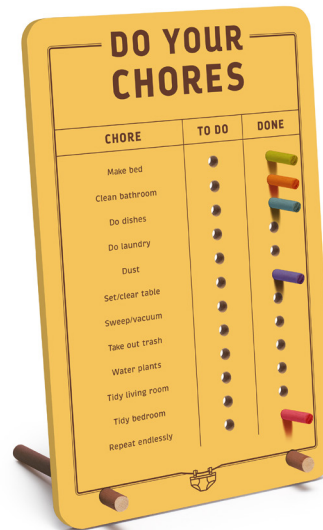 DO YOUR
CHORES
CHORE TO DO DONE
Make bed
Clean bathroom
Do dishes
Do laundry
Dust
Set/clear table
Sweep/vacuum
Take out trash
Water plants
Tidy living room
Tidy bedroom
Repeat endlessly